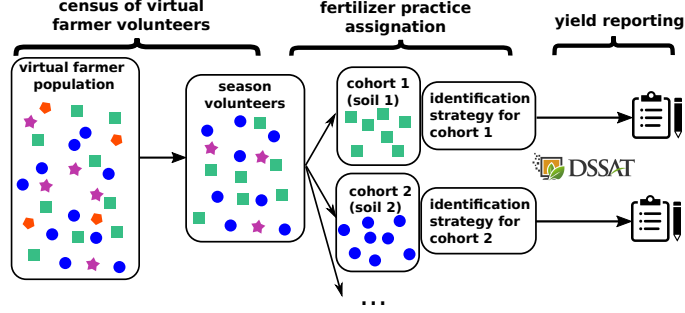 census of virtual
farmer volunteers
fertilizer practice
assignation
yield reporting
virtual farmer
population
season
volunteers
cohort 1
(soil 1)
identification
strategy for
cohort 1
DSSAT
cohort 2
(soil 2)
identification
strategy for
cohort 2
...